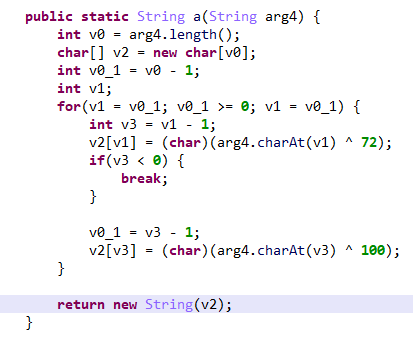 public static String a(String arg4) {
    int v0 = arg4.length();
    char[] v2 = new char[v0];
    int v0_1 = v0 - 1;
    int v1;
    for(v1 = v0_1; v0_1 >= 0; v1 = v0_1) {
        int v3 = v1 - 1;
        v2[v1] = (char)(arg4.charAt(v1) ^ 72);
        if(v3 < 0) {
            break;
        }

        v0_1 = v3 - 1;
        v2[v3] = (char)(arg4.charAt(v3) ^ 100);
    }

    return new String(v2);
}